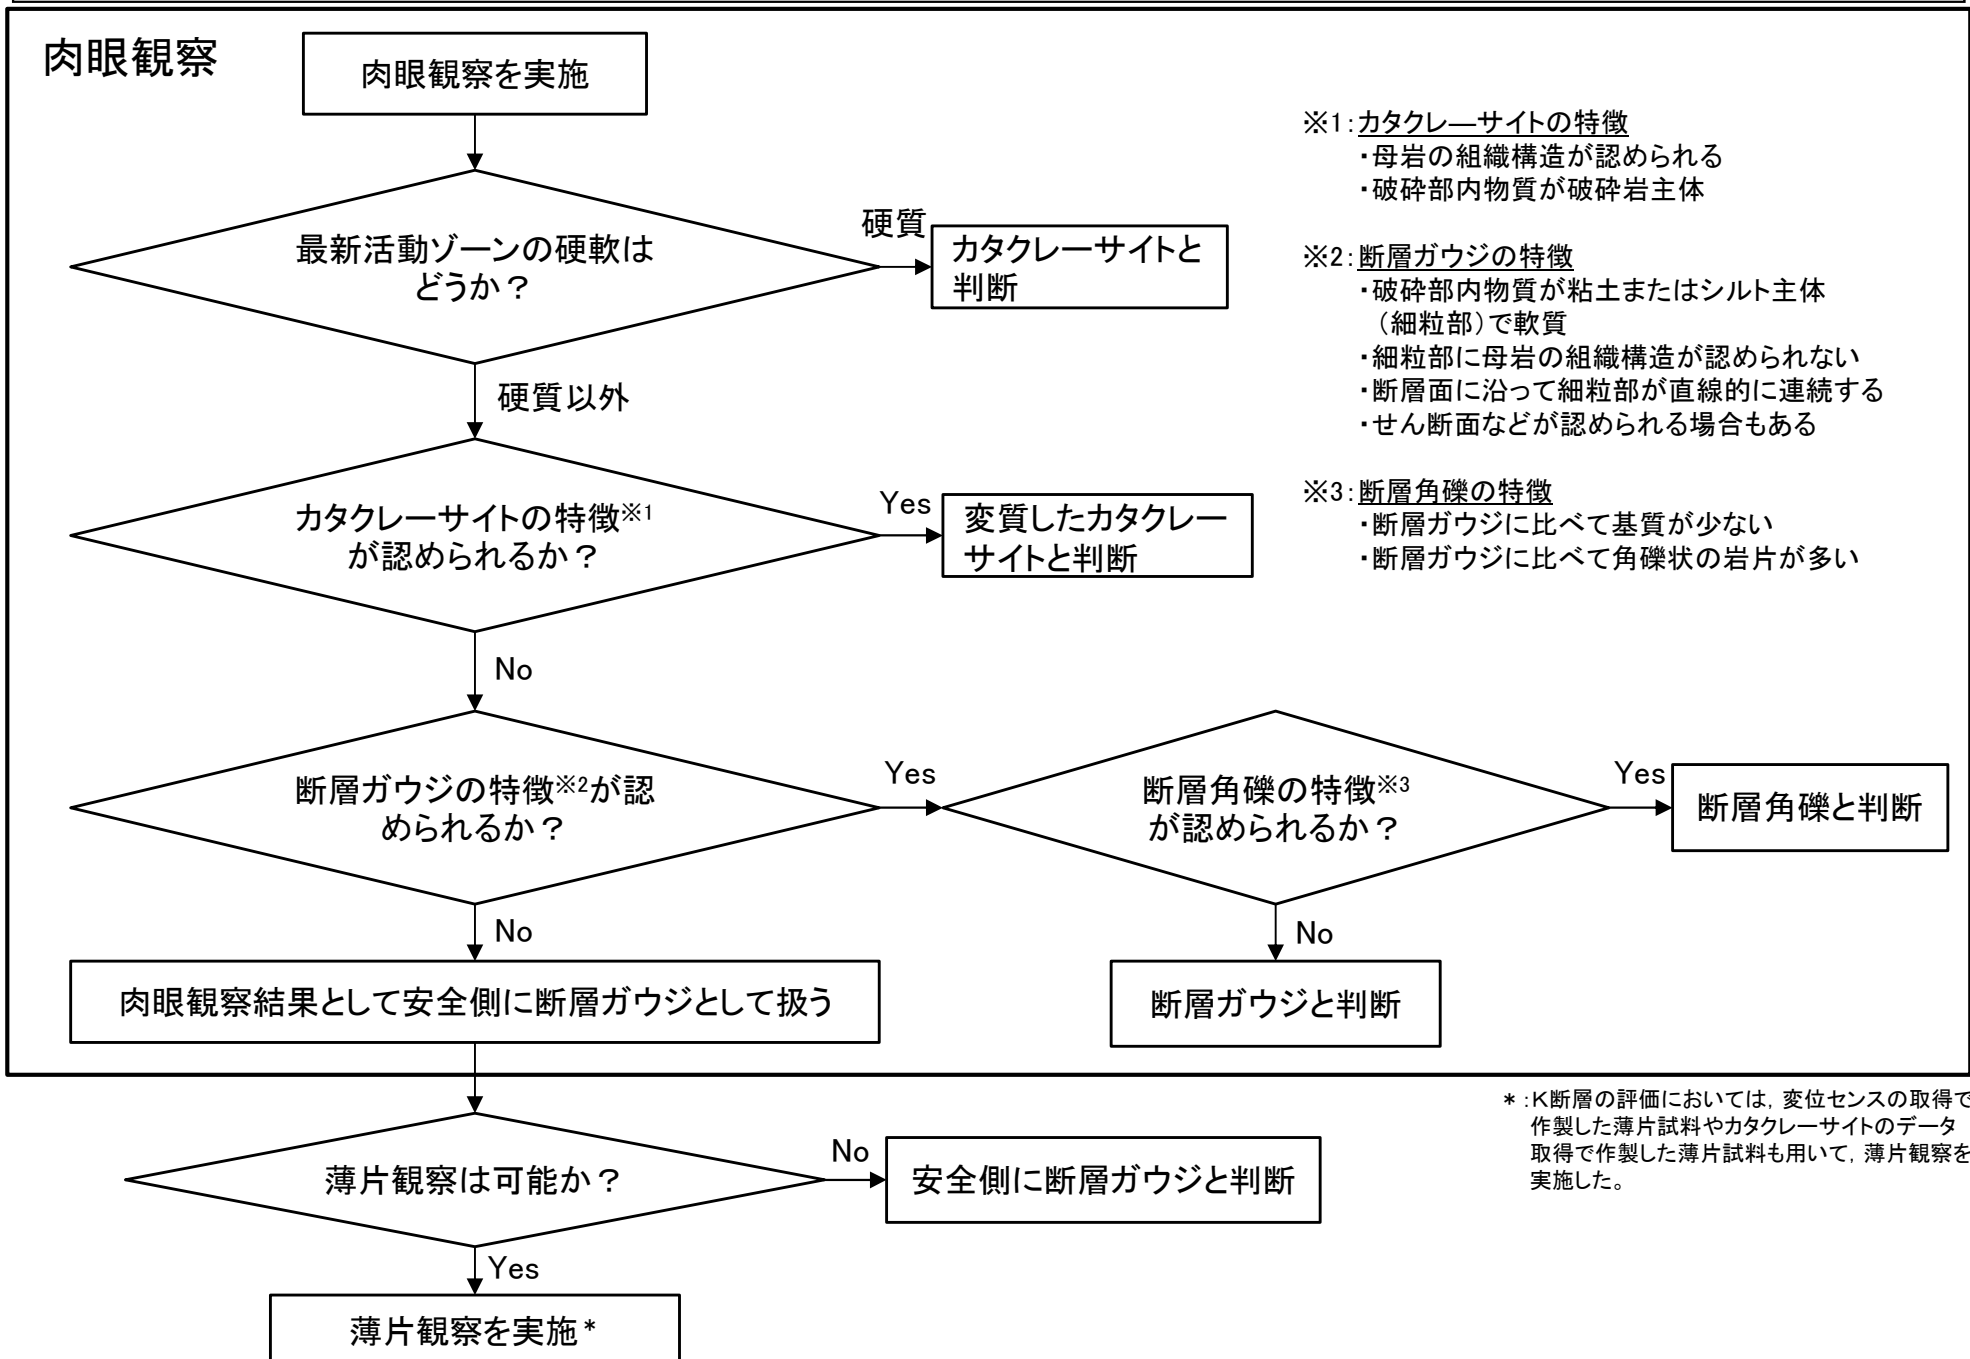 肉眼観察
肉眼観察を実施
最新活動ゾーンの硬軟は
どうか？
硬質
カタクレーサイトと
判断
硬質以外
カタクレーサイトの特徴※1
が認められるか？
Yes
変質したカタクレー
サイトと判断
No
断層ガウジの特徴※2が認
められるか？
Yes
断層角礫の特徴※3
が認められるか？
Yes
断層角礫と判断
No
No
肉眼観察結果として安全側に断層ガウジとして扱う
断層ガウジと判断
※1：カタクレ―サイトの特徴
・母岩の組織構造が認められる
・破砕部内物質が破砕岩主体
※2：断層ガウジの特徴
・破砕部内物質が粘土またはシルト主体
（細粒部）で軟質
・細粒部に母岩の組織構造が認められない
・断層面に沿って細粒部が直線的に連続する
・せん断面などが認められる場合もある
※3：断層角礫の特徴
・断層ガウジに比べて基質が少ない
・断層ガウジに比べて角礫状の岩片が多い
薄片観察は可能か？
No
安全側に断層ガウジと判断
Yes
薄片観察を実施*
*：K断層の評価においては，変位センスの取得で
作製した薄片試料やカタクレーサイトのデータ
取得で作製した薄片試料も用いて，薄片観察を
実施した。